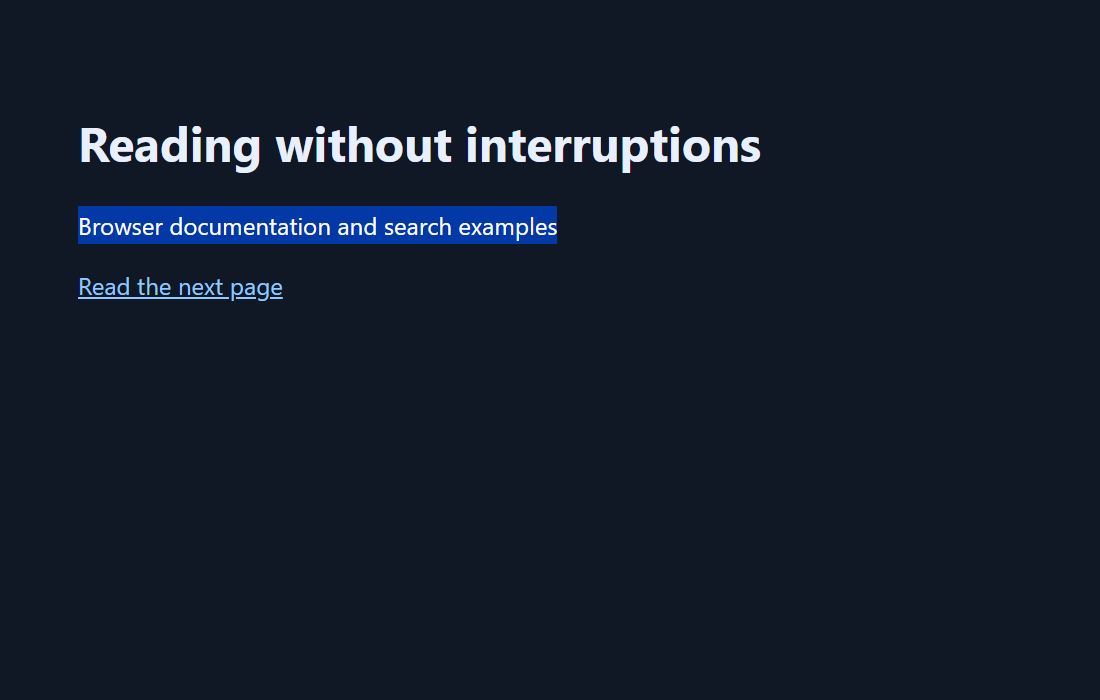 Reading without interruptions
Browser documentation and search examples
Read the next page